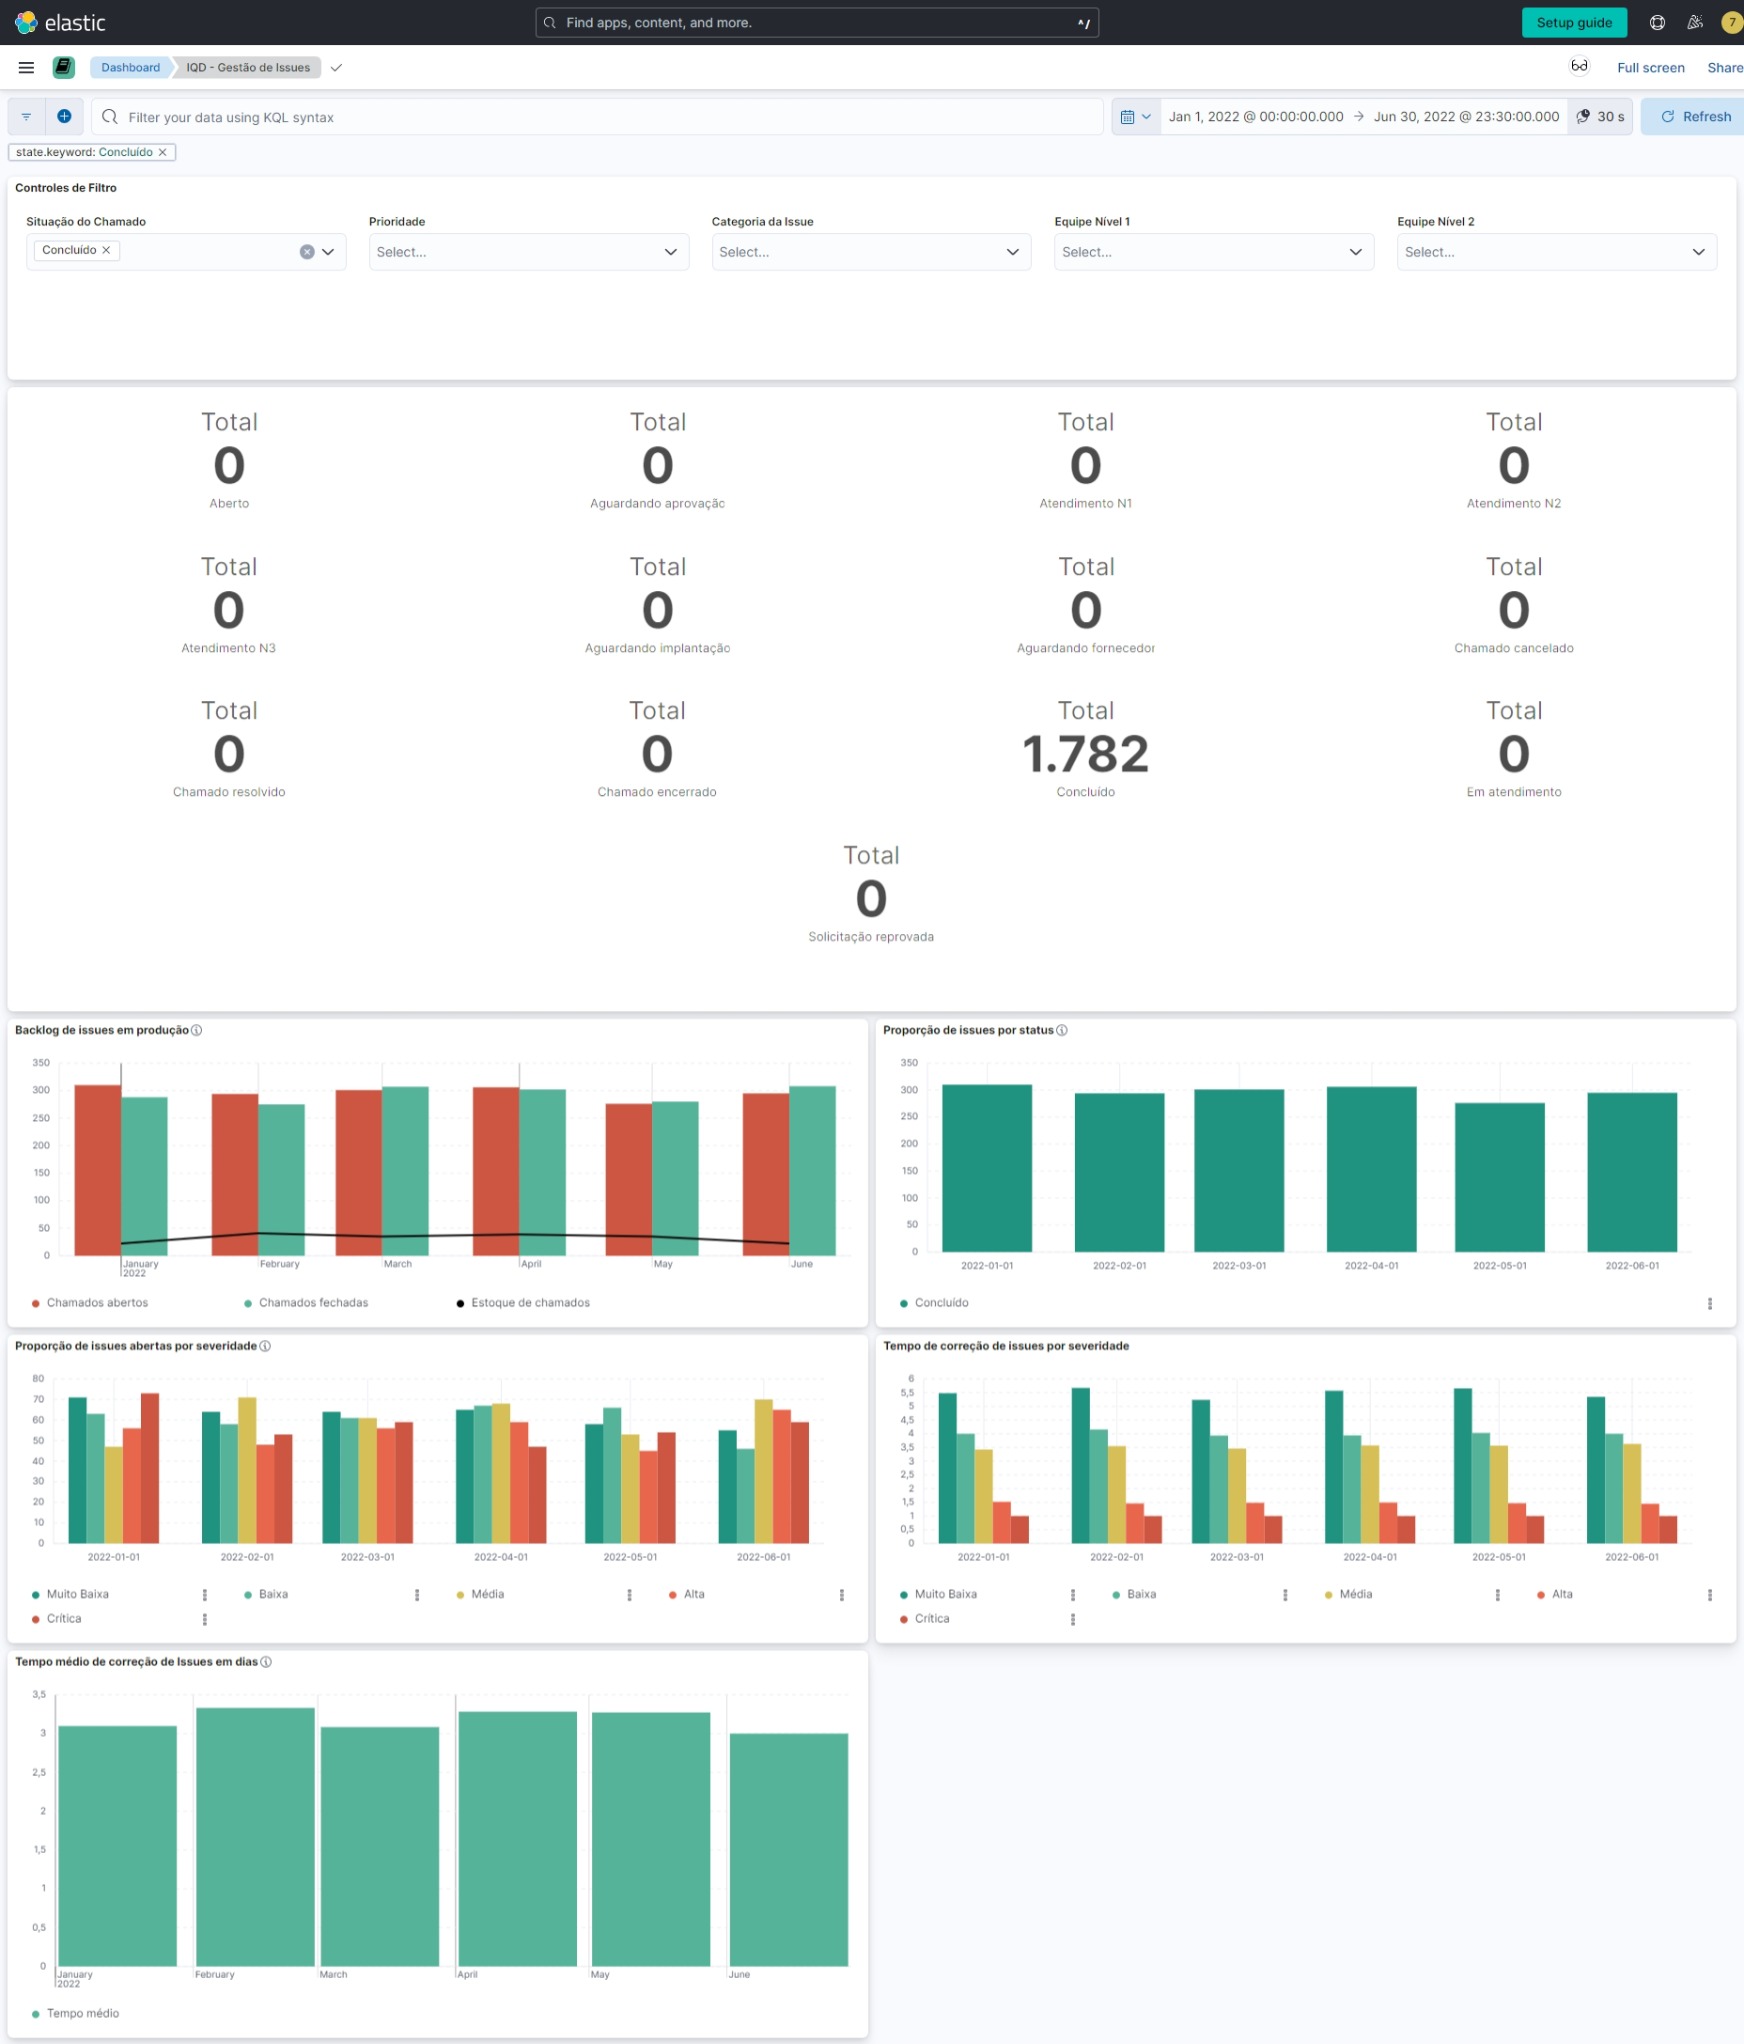 elastic
Find apps, content, and more.
^/
Setup guide
7
Dashboard
IQD - Gestão de Issues
Full screen
Share
Filter your data using KQL syntax
Jan 1, 2022 @ 00:00:00.000 → Jun 30, 2022 @ 23:30:00.000
30 s
Refresh
state.keyword: Concluído ×
Controles de Filtro
Situação do Chamado
Prioridade
Categoria da Issue
Equipe Nível 1
Equipe Nível 2
Concluído ×
Select...
Select...
Select...
Select...
Total
0
Aberto
Total
0
Aguardando aprovação
Total
0
Atendimento N1
Total
0
Atendimento N2
Total
0
Atendimento N3
Total
0
Aguardando implantação
Total
0
Aguardando fornecedor
Total
0
Chamado cancelado
Total
0
Chamado resolvido
Total
0
Chamado encerrado
Total
1.782
Concluído
Total
0
Em atendimento
Total
0
Solicitação reprovada
Backlog de issues em produção
350
300
250
200
150
100
50
0
January
2022
February
March
April
May
June
Chamados abertos
Chamados fechadas
Estoque de chamados
Proporção de issues por status
350
300
250
200
150
100
50
0
2022-01-01
2022-02-01
2022-03-01
2022-04-01
2022-05-01
2022-06-01
Concluído
Proporção de issues abertas por severidade
80
70
60
50
40
30
20
10
0
2022-01-01
2022-02-01
2022-03-01
2022-04-01
2022-05-01
2022-06-01
Muito Baixa
Baixa
Média
Alta
Crítica
Tempo de correção de issues por severidade
6
5,5
5
4,5
4
3,5
3
2,5
2
1,5
1
0,5
0
2022-01-01
2022-02-01
2022-03-01
2022-04-01
2022-05-01
2022-06-01
Muito Baixa
Baixa
Média
Alta
Crítica
Tempo médio de correção de Issues em dias
3,5
3
2,5
2
1,5
1
0,5
0
January
2022
February
March
April
May
June
Tempo médio